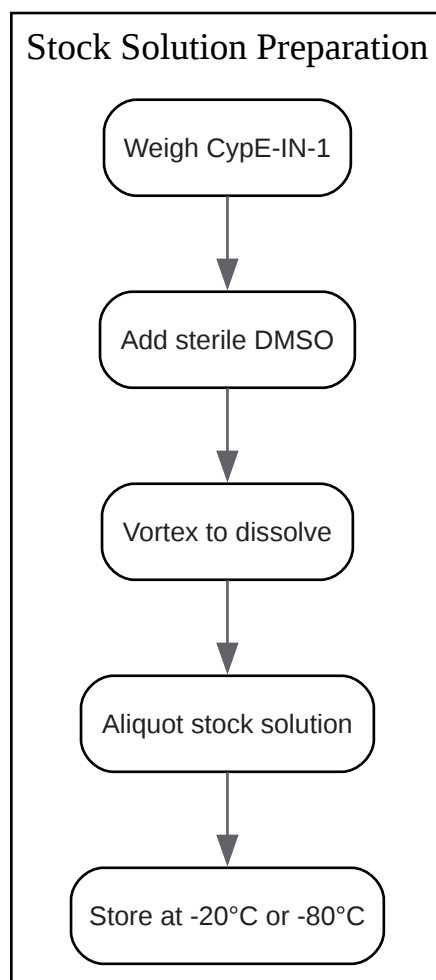 Stock Solution Preparation
Weigh CypE-IN-1
Add sterile DMSO
Vortex to dissolve
Aliquot stock solution
Store at -20°C or -80°C